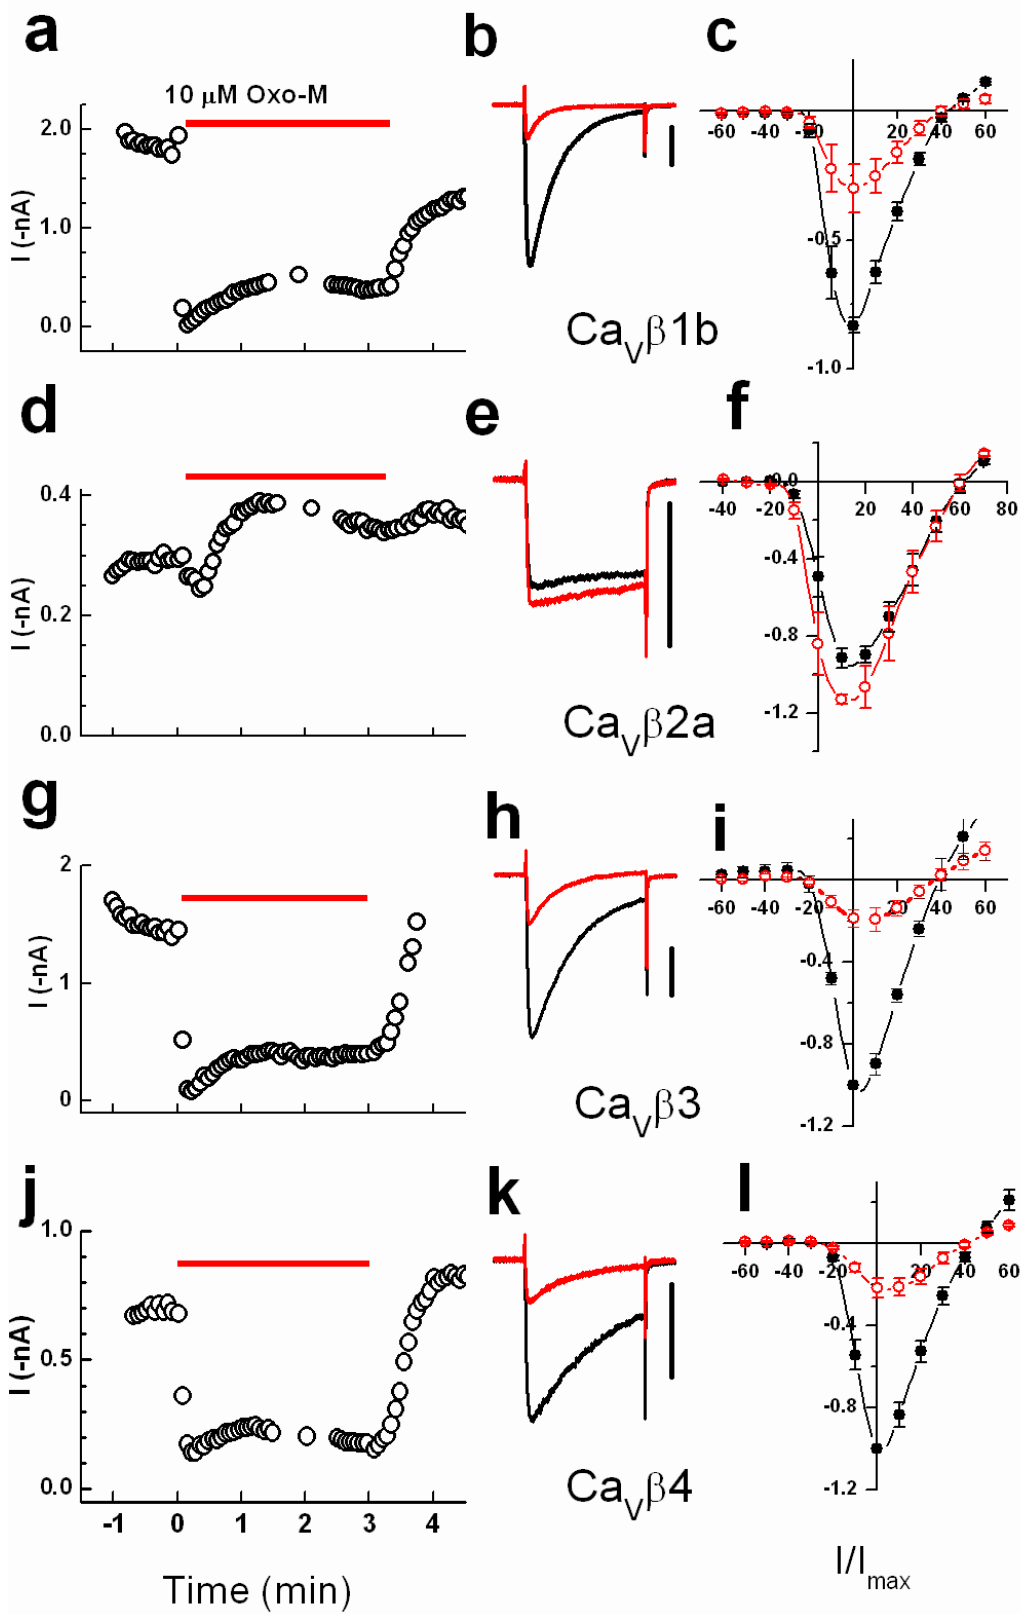 a
b
c
10 μM Oxo-M
2.0
1.0
0.0
I (-nA)
-60 -40 -20 20 40 60
-0.5
-1.0
CaVβ1b
d
e
f
0.4
0.2
0.0
-0.0
-40 -20 20 40 60 80
-0.4
-0.8
-1.2
CaVβ2a
g
h
i
2
1
0
I (-nA)
-60 -40 -20 20 40 60
-0.4
-0.8
-1.2
CaVβ3
j
k
l
1.0
0.5
0.0
I (-nA)
-60 -40 -20 20 40 60
-0.4
-0.8
-1.2
CaVβ4
-1 0 1 2 3 4
Time (min)
I/Imax